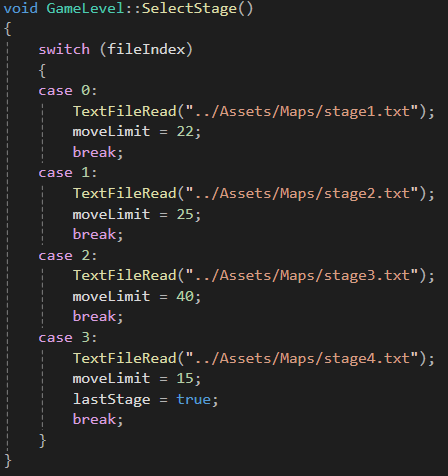 void GameLevel::SelectStage()
{
    switch (fileIndex)
    {
    case 0:
        TextFileRead("../Assets/Maps/stage1.txt");
        moveLimit = 22;
        break;
    case 1:
        TextFileRead("../Assets/Maps/stage2.txt");
        moveLimit = 25;
        break;
    case 2:
        TextFileRead("../Assets/Maps/stage3.txt");
        moveLimit = 40;
        break;
    case 3:
        TextFileRead("../Assets/Maps/stage4.txt");
        moveLimit = 15;
        lastStage = true;
        break;
    }
}